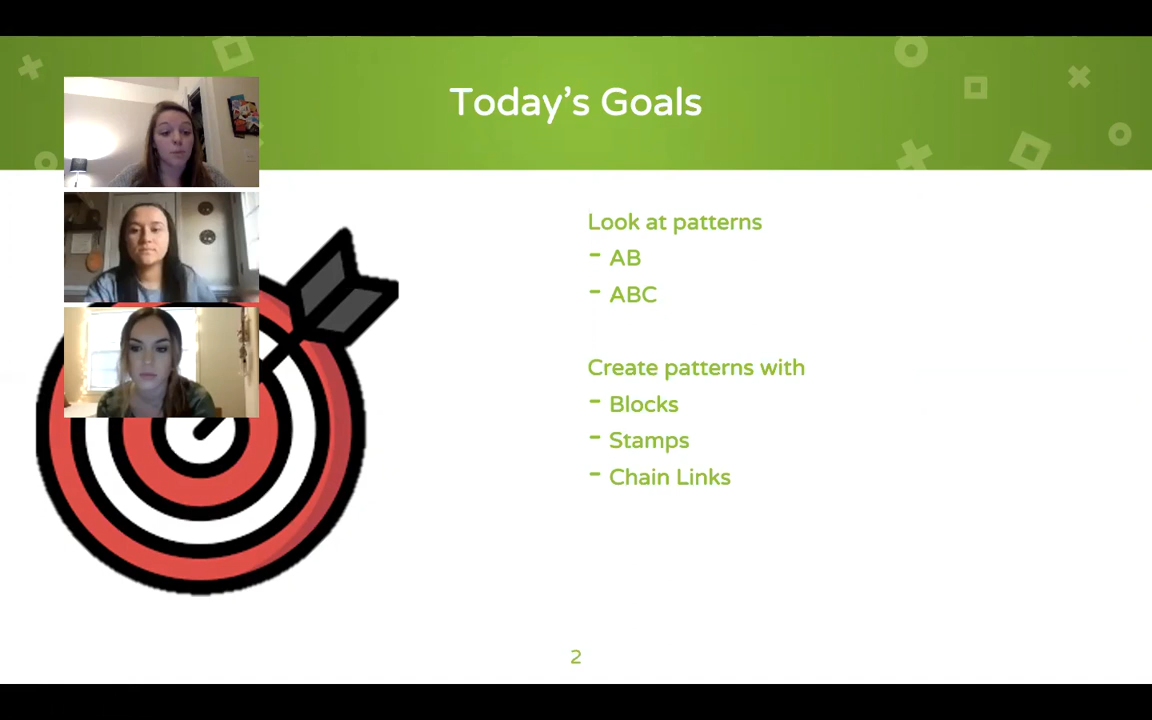 Today's Goals
Look at patterns
- AB
- ABC
Create patterns with
- Blocks
- Stamps
- Chain Links
2